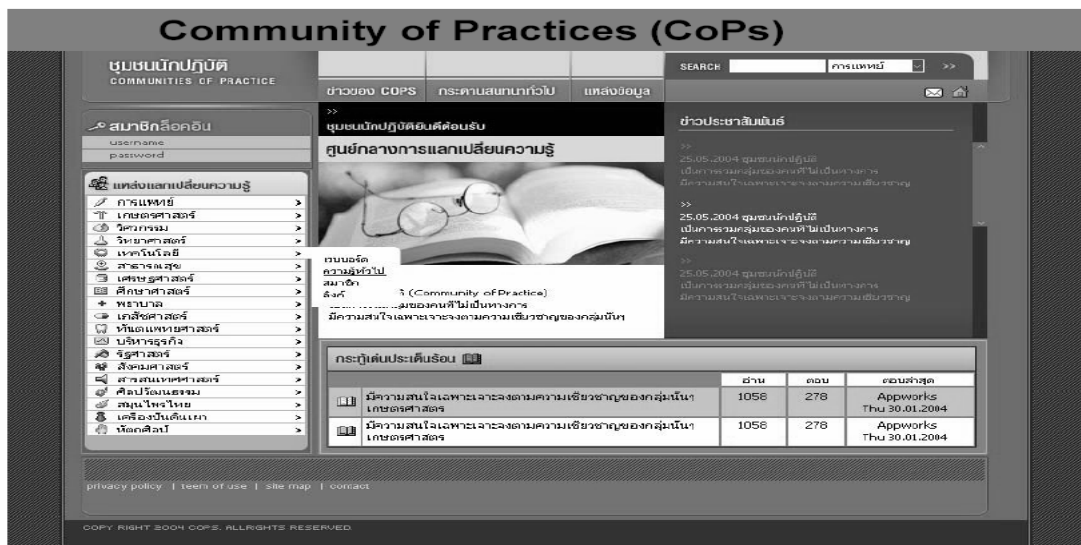 Community of Practices (CoPs)
ชุมชนนักปฏิบัติ
COMMUNITIES OF PRACTICE
SEARCH
การแพทย์
>>
ข่าวของ COPS
กระดานสนทนาทั่วไป
แหล่งข้อมูล
สมาชิกล็อคอิน
username
password
แหล่งแลกเปลี่ยนความรู้
การแพทย์ >
เกษตรศาสตร์ >
วิศวกรรม >
วิทยาศาสตร์ >
เทคโนโลยี >
สาธารณสุข >
เศรษฐศาสตร์ >
ศึกษาศาสตร์ >
พยาบาล >
เภสัชศาสตร์ >
ทันตแพทยศาสตร์ >
บริหารธุรกิจ >
รัฐศาสตร์ >
สังคมศาสตร์ >
สารสนเทศศาสตร์ >
ศิลปวัฒนธรรม >
สมุนไพรไทย >
เครื่องปั้นดินเผา >
หัตถศิลป์ >
>>
ชุมชนนักปฏิบัติยินดีต้อนรับ
ศูนย์กลางการแลกเปลี่ยนความรู้
เวบบอร์ด
ความรู้ทั่วไป
สมาชิก
ลิงค์
(Community of Practice)
ของคนที่ไม่เป็นทางการ
มีความสนใจเฉพาะเจาะจงตามความเชียวชาญของกลุ่มนั้นๆ
ข่าวประชาสัมพันธ์
>>
25.05.2004 ชุมชนนักปฏิบัติ
เป็นการรวมกลุ่มของคนที่ไม่เป็นทางการ
มีความสนใจเฉพาะเจาะจงตามความเชียวชาญ
>>
25.05.2004 ชุมชนนักปฏิบัติ
เป็นการรวมกลุ่มของคนที่ไม่เป็นทางการ
มีความสนใจเฉพาะเจาะจงตามความเชียวชาญ
>>
25.05.2004 ชุมชนนักปฏิบัติ
เป็นการรวมกลุ่มของคนที่ไม่เป็นทางการ
มีความสนใจเฉพาะเจาะจงตามความเชียวชาญ
กระทู้เด่นประเด็นร้อน
อ่าน ตอบ ตอบล่าสุด
มีความสนใจเฉพาะเจาะจงตามความเชียวชาญของกลุ่มนั้นๆ 1058 278 Appworks
เกษตรศาสตร Thu 30.01.2004
มีความสนใจเฉพาะเจาะจงตามความเชียวชาญของกลุ่มนั้นๆ 1058 278 Appworks
เกษตรศาสตร Thu 30.01.2004
privacy policy | teem of use | site map | contact
COPY RIGHT 2004 COPS. ALLRIGHTS RESERVED